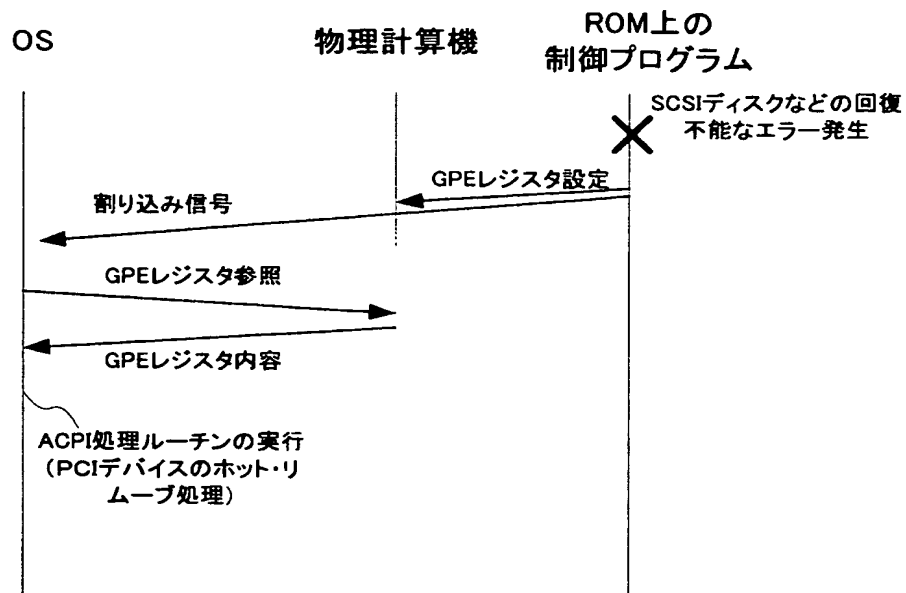 OS
物理計算機
ROM上の
制御プログラム
SCSIディスクなどの回復
不能なエラー発生
GPEレジスタ設定
割り込み信号
GPEレジスタ参照
GPEレジスタ内容
ACPI処理ルーチンの実行
(PCIデバイスのホット・リ
ムーブ処理)